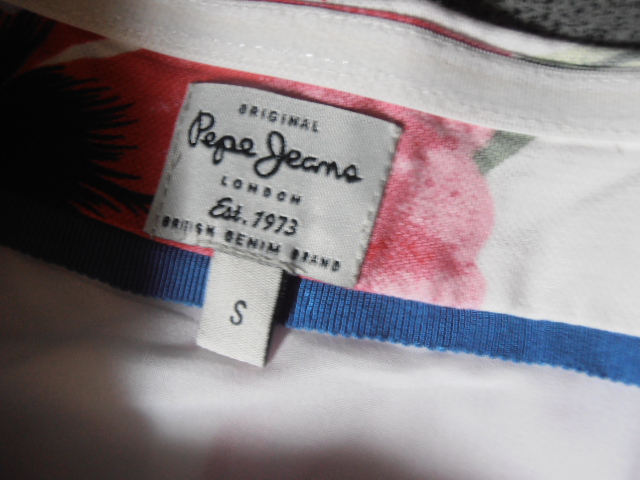 ORIGINAL
Pepe Jeans
LONDON
Est. 1973
BRITISH DENIM BRAND
S